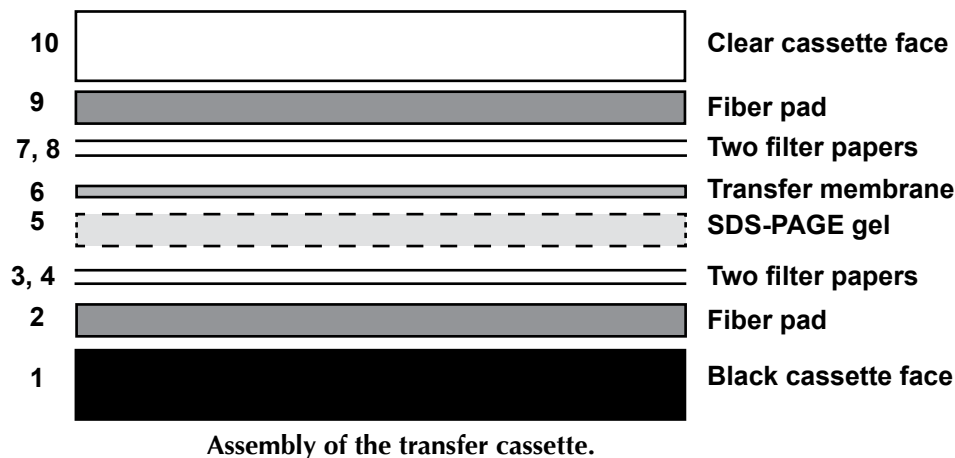 10 Clear cassette face
9 Fiber pad
7, 8 Two filter papers
6 Transfer membrane
5 SDS-PAGE gel
3, 4 Two filter papers
2 Fiber pad
1 Black cassette face
Assembly of the transfer cassette.